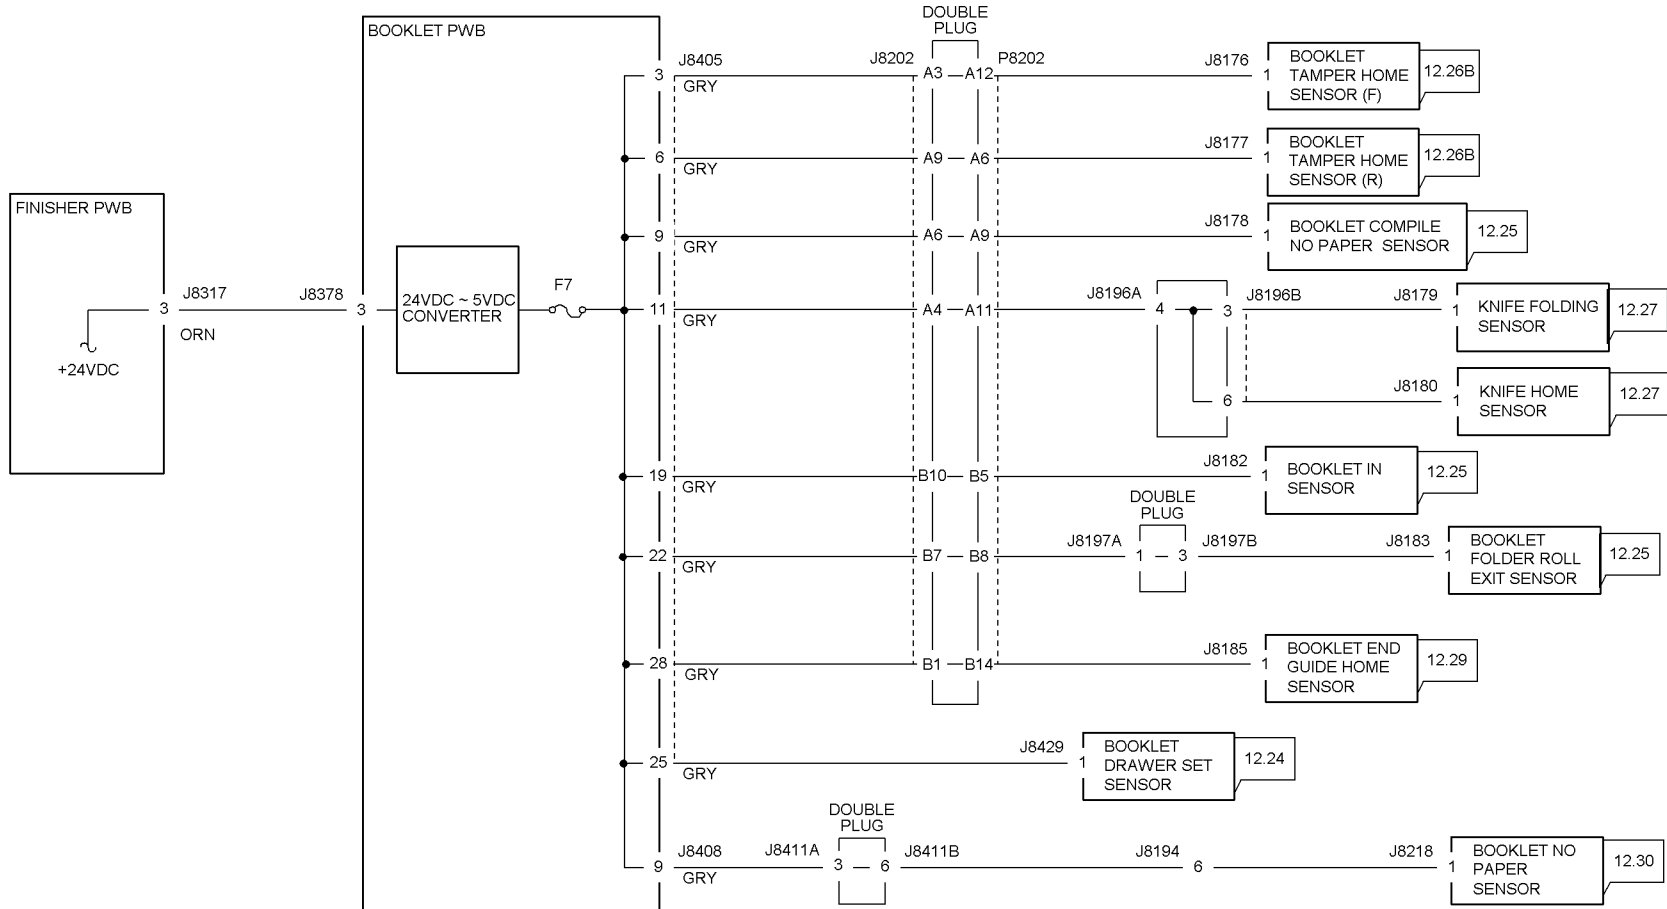 DOUBLE
PLUG
BOOKLET PWB
3 J8405 J8202 A3 A12 P8202 J8176 1 BOOKLET
TAMPER HOME
SENSOR (F) 12.26B
GRY
6 A9 A6 J8177 1 BOOKLET
TAMPER HOME
SENSOR (R) 12.26B
GRY
FINISHER PWB
9 A6 A9 J8178 1 BOOKLET COMPILE
NO PAPER SENSOR 12.25
GRY
3 J8317 J8378 3 24VDC ~ 5VDC
CONVERTER F7
ORN
+24VDC
11 A4 A11 J8196A 4 3 J8196B J8179 1 KNIFE FOLDING
SENSOR 12.27
GRY
6 J8180 1 KNIFE HOME
SENSOR 12.27
19 B10 B5 J8182 1 BOOKLET IN
SENSOR 12.25
GRY
DOUBLE
PLUG
22 B7 B8 J8197A 1 3 J8197B J8183 1 BOOKLET
FOLDER ROLL
EXIT SENSOR 12.25
GRY
28 B1 B14 J8185 1 BOOKLET END
GUIDE HOME
SENSOR 12.29
GRY
25 J8429 1 BOOKLET
DRAWER SET
SENSOR 12.24
GRY
DOUBLE
PLUG
9 J8408 J8411A 3 6 J8411B J8194 6 J8218 1 BOOKLET NO
PAPER
SENSOR 12.30
GRY